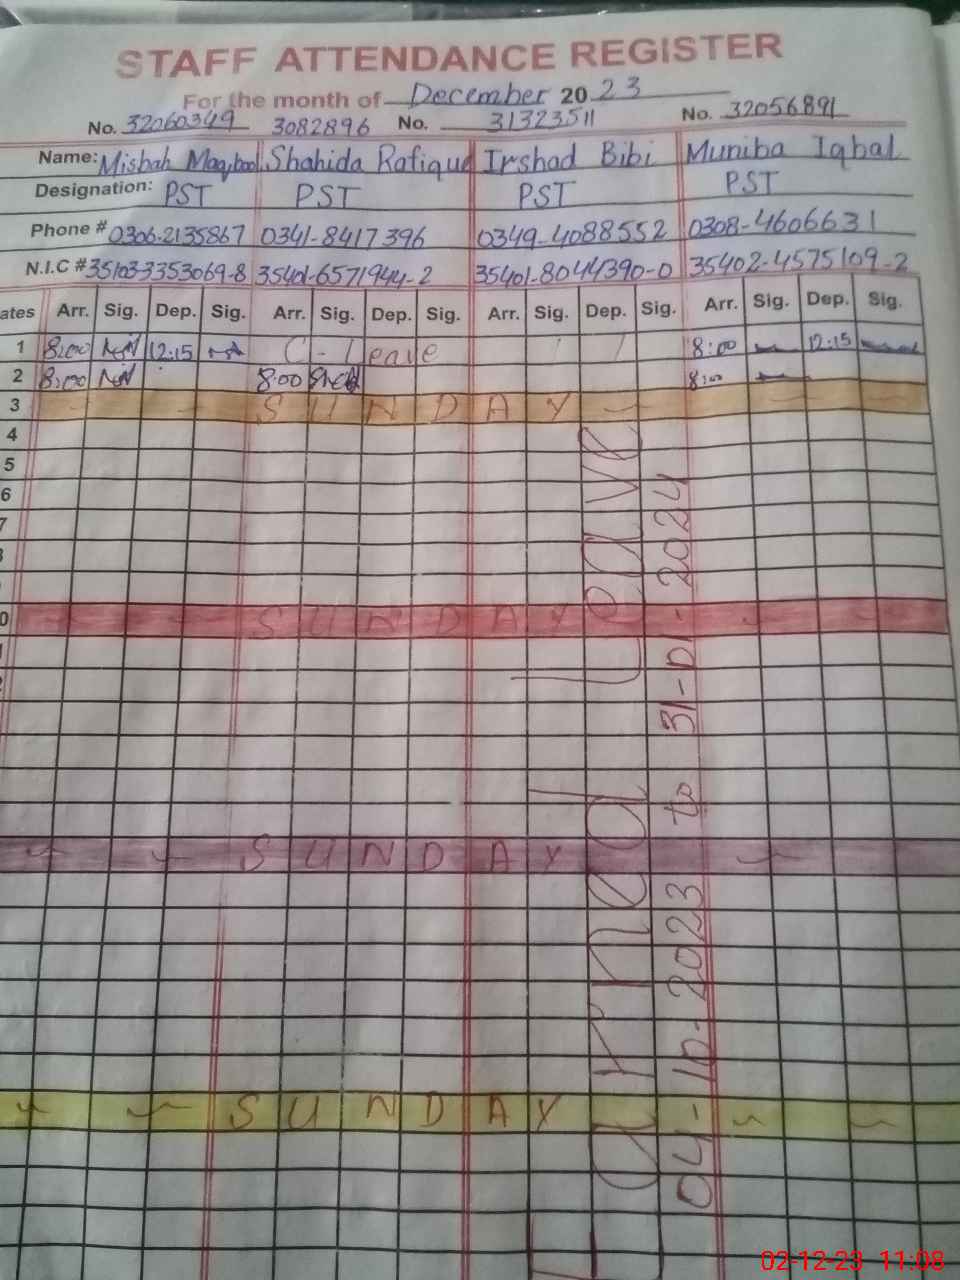 STAFF ATTENDANCE REGISTER
For the month of December 2023
No. 32060349 3082896 No. 31323511 No. 32056891
Name: Misbah Maqbool Shahida Rafique Irshad Bibi Muniba Iqbal
Designation: PST PST PST PST
Phone # 0306-2135867 0341-8417396 0349-4088552 0308-4606631
N.I.C # 35103-3353069-8 35401-6571944-2 35401-8044390-0 35402-4575109-2
ates Arr. Sig. Dep. Sig. Arr. Sig. Dep. Sig. Arr. Sig. Dep. Sig. Arr. Sig. Dep. Sig.
1 8:00 12:15 C-Leave 8:00 12:15
2 8:00 8:00 8:00
3 SUNDAY
4
5
6
7
SUNDAY
SUNDAY
SUNDAY
Earned Leave
04-10-2023 to 31-01-2024
02-12-23 11:08